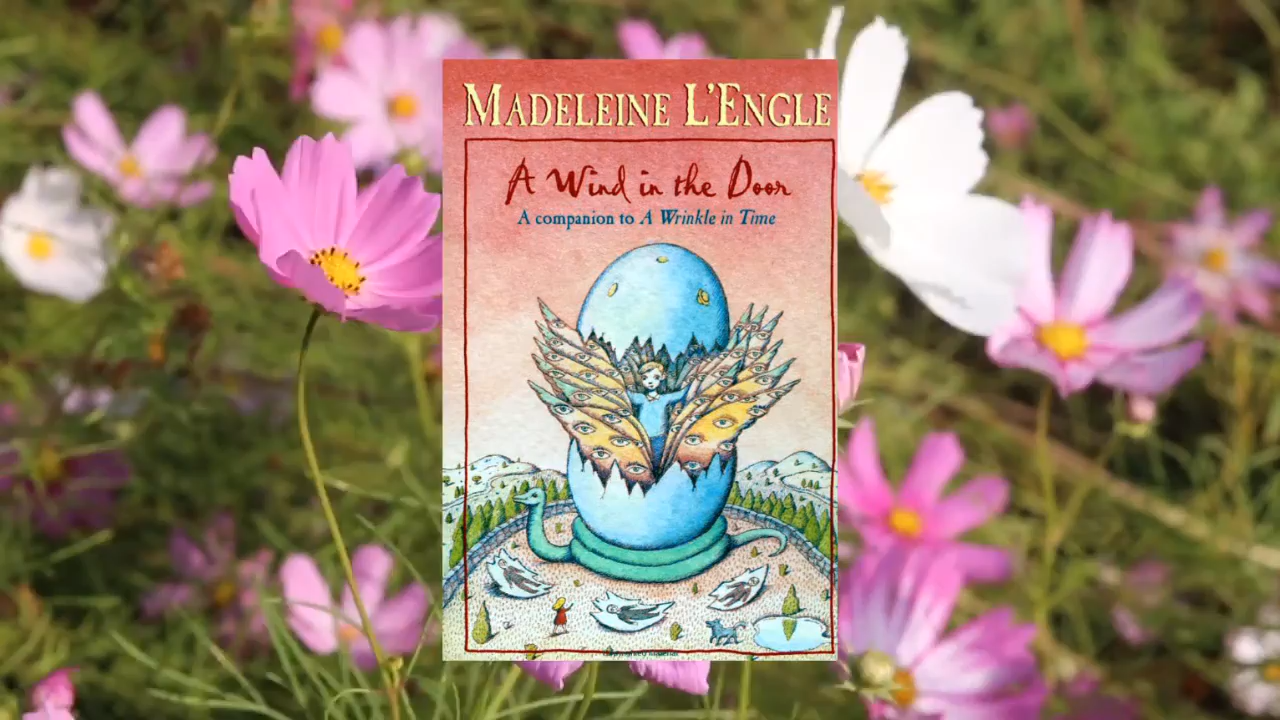 MADELEINE L'ENGLE
A Wind in the Door
A companion to A Wrinkle in Time